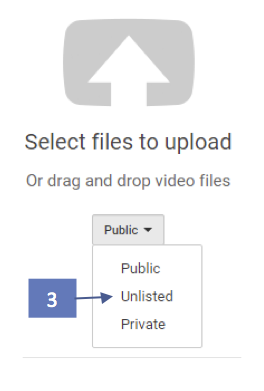 Select files to upload
Or drag and drop video files
Public
Public
3 Unlisted
Private